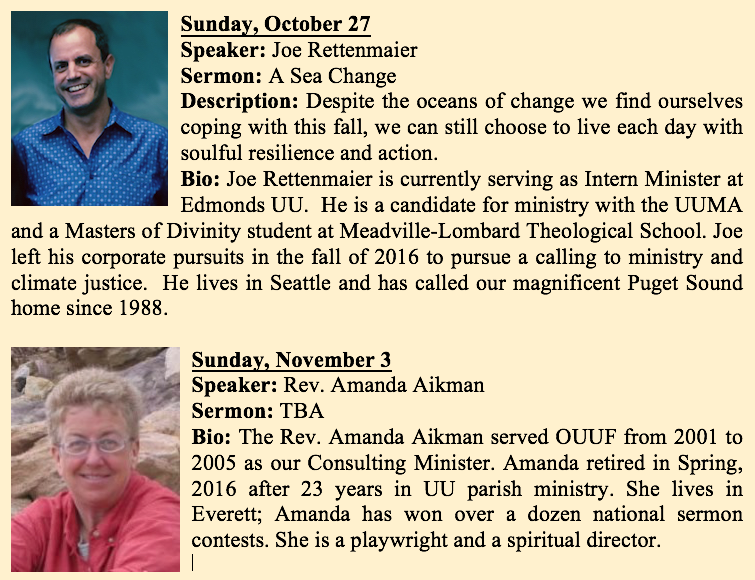 Sunday, October 27
Speaker: Joe Rettenmaier
Sermon: A Sea Change
Description: Despite the oceans of change we find ourselves
coping with this fall, we can still choose to live each day with
soulful resilience and action.
Bio: Joe Rettenmaier is currently serving as Intern Minister at
Edmonds UU.  He is a candidate for ministry with the UUMA
and a Masters of Divinity student at Meadville-Lombard Theological School. Joe
left his corporate pursuits in the fall of 2016 to pursue a calling to ministry and
climate justice.  He lives in Seattle and has called our magnificent Puget Sound
home since 1988.
Sunday, November 3
Speaker: Rev. Amanda Aikman
Sermon: TBA
Bio: The Rev. Amanda Aikman served OUUF from 2001 to
2005 as our Consulting Minister. Amanda retired in Spring,
2016 after 23 years in UU parish ministry. She lives in
Everett; Amanda has won over a dozen national sermon
contests. She is a playwright and a spiritual director.